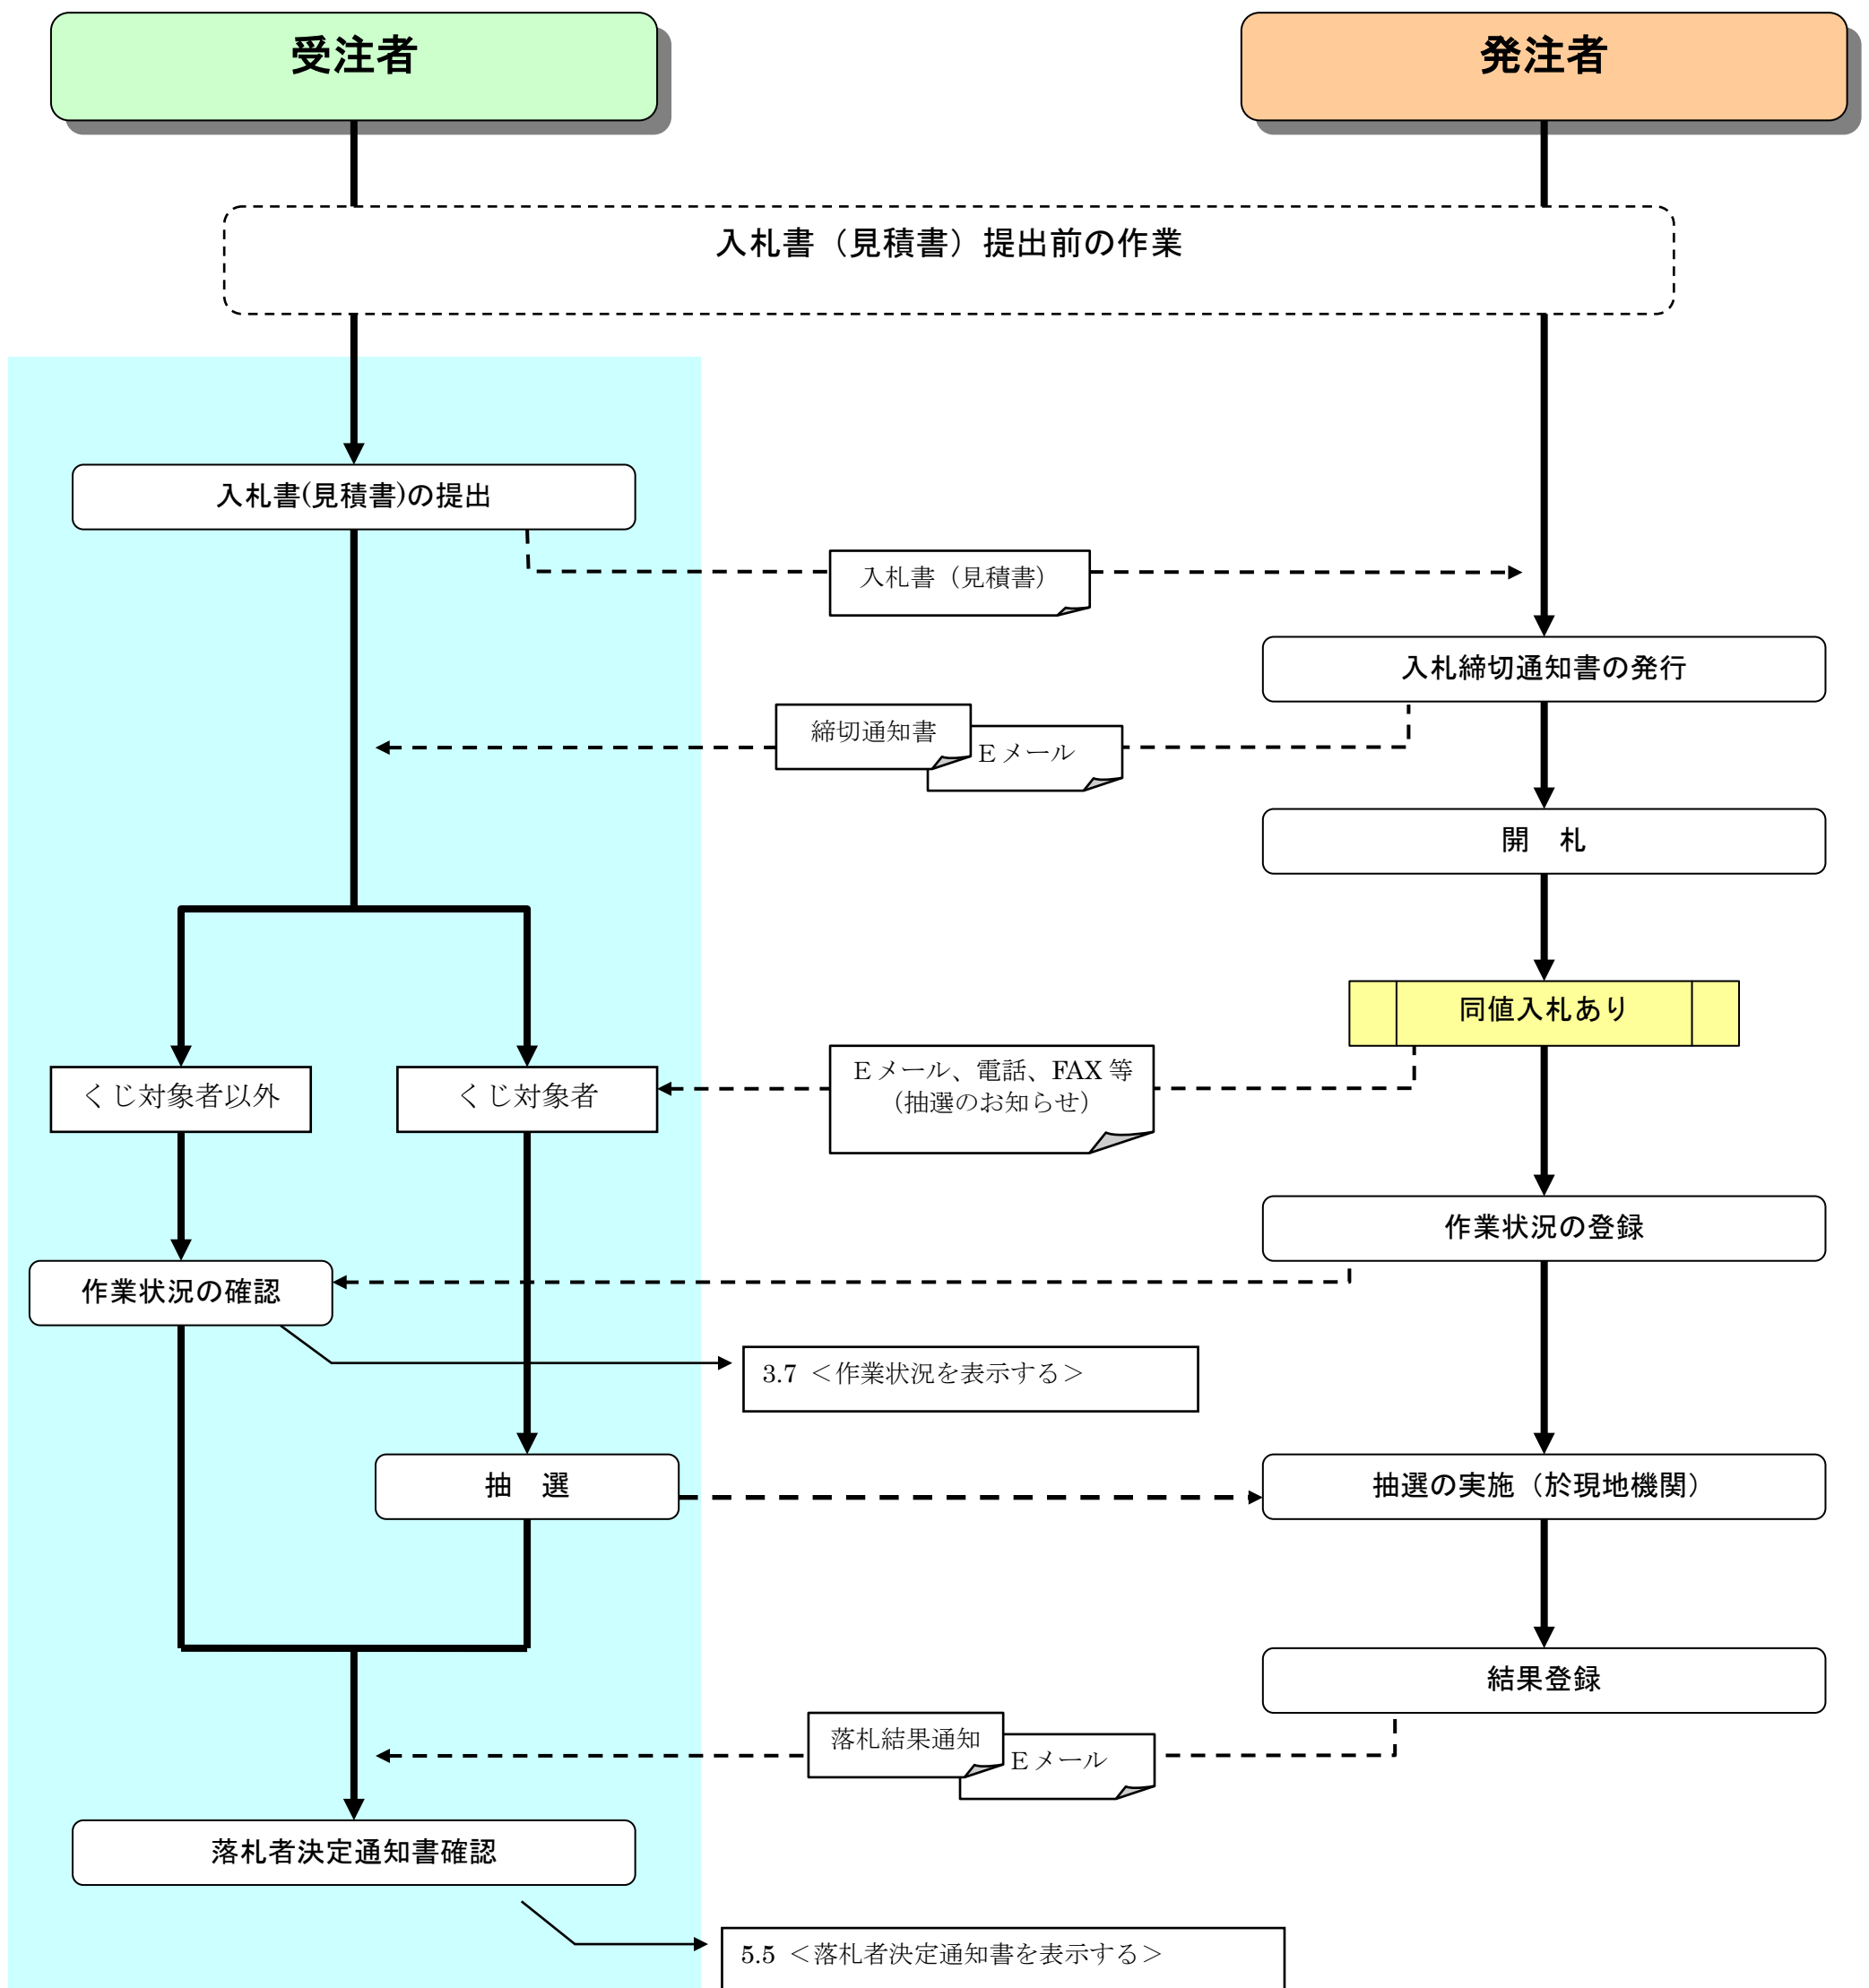 受注者
発注者
入札書（見積書）提出前の作業
入札書(見積書)の提出
入札書（見積書）
入札締切通知書の発行
締切通知書
Ｅメール
開　札
同値入札あり
くじ対象者以外
くじ対象者
Ｅメール、電話、FAX 等
（抽選のお知らせ）
作業状況の登録
作業状況の確認
3.7 ＜作業状況を表示する＞
抽　選
抽選の実施（於現地機関）
結果登録
落札結果通知
Ｅメール
落札者決定通知書確認
5.5 ＜落札者決定通知書を表示する＞